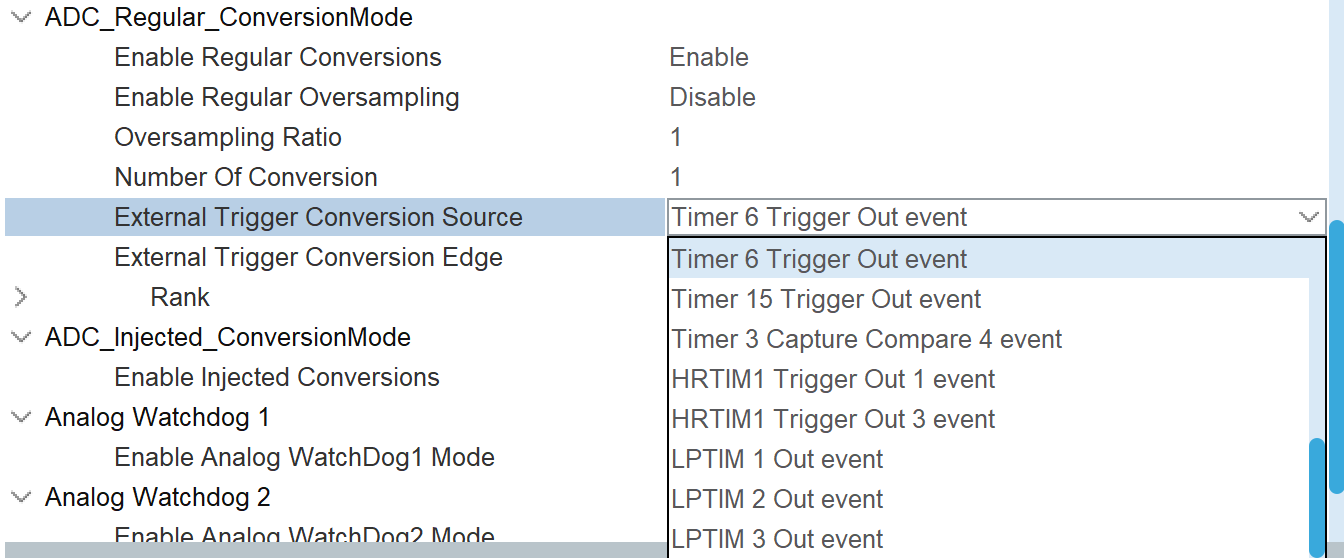 ADC_Regular_ConversionMode
Enable Regular Conversions Enable
Enable Regular Oversampling Disable
Oversampling Ratio 1
Number Of Conversion 1
External Trigger Conversion Source Timer 6 Trigger Out event
External Trigger Conversion Edge Timer 6 Trigger Out event
Rank Timer 15 Trigger Out event
ADC_Injected_ConversionMode Timer 3 Capture Compare 4 event
Enable Injected Conversions HRTIM1 Trigger Out 1 event
Analog Watchdog 1 HRTIM1 Trigger Out 3 event
Enable Analog WatchDog1 Mode LPTIM 1 Out event
Analog Watchdog 2 LPTIM 2 Out event
Enable Analog WatchDog2 Mode LPTIM 3 Out event